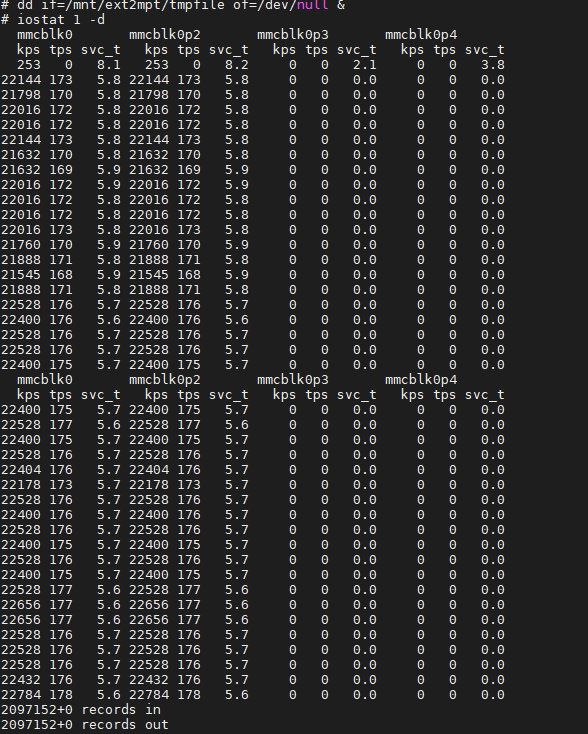 # dd if=/mnt/ext2mpt/tmpfile of=/dev/null &
# iostat 1 -d
  mmcblk0       mmcblk0p2       mmcblk0p3       mmcblk0p4
  kps tps svc_t   kps tps svc_t   kps tps svc_t   kps tps svc_t
  253   0   8.1   253   0   8.2     0   0   2.1     0   0   3.8
22144 173   5.8 22144 173   5.8     0   0   0.0     0   0   0.0
21798 170   5.8 21798 170   5.8     0   0   0.0     0   0   0.0
22016 172   5.8 22016 172   5.8     0   0   0.0     0   0   0.0
22016 172   5.8 22016 172   5.8     0   0   0.0     0   0   0.0
22144 173   5.8 22144 173   5.8     0   0   0.0     0   0   0.0
21632 170   5.8 21632 170   5.8     0   0   0.0     0   0   0.0
21632 169   5.9 21632 169   5.9     0   0   0.0     0   0   0.0
22016 172   5.9 22016 172   5.9     0   0   0.0     0   0   0.0
22016 172   5.8 22016 172   5.8     0   0   0.0     0   0   0.0
22016 172   5.8 22016 172   5.8     0   0   0.0     0   0   0.0
22016 173   5.8 22016 173   5.8     0   0   0.0     0   0   0.0
21760 170   5.9 21760 170   5.9     0   0   0.0     0   0   0.0
21888 171   5.8 21888 171   5.8     0   0   0.0     0   0   0.0
21545 168   5.9 21545 168   5.9     0   0   0.0     0   0   0.0
21888 171   5.8 21888 171   5.8     0   0   0.0     0   0   0.0
22528 176   5.7 22528 176   5.7     0   0   0.0     0   0   0.0
22400 176   5.6 22400 176   5.6     0   0   0.0     0   0   0.0
22528 176   5.7 22528 176   5.7     0   0   0.0     0   0   0.0
22528 176   5.7 22528 176   5.7     0   0   0.0     0   0   0.0
22400 175   5.7 22400 175   5.7     0   0   0.0     0   0   0.0
  mmcblk0       mmcblk0p2       mmcblk0p3       mmcblk0p4
  kps tps svc_t   kps tps svc_t   kps tps svc_t   kps tps svc_t
22400 175   5.7 22400 175   5.7     0   0   0.0     0   0   0.0
22528 177   5.6 22528 177   5.6     0   0   0.0     0   0   0.0
22400 175   5.7 22400 175   5.7     0   0   0.0     0   0   0.0
22528 176   5.7 22528 176   5.7     0   0   0.0     0   0   0.0
22404 176   5.7 22404 176   5.7     0   0   0.0     0   0   0.0
22178 173   5.7 22178 173   5.7     0   0   0.0     0   0   0.0
22528 176   5.7 22528 176   5.7     0   0   0.0     0   0   0.0
22400 176   5.7 22400 176   5.7     0   0   0.0     0   0   0.0
22528 176   5.7 22528 176   5.7     0   0   0.0     0   0   0.0
22400 175   5.7 22400 175   5.7     0   0   0.0     0   0   0.0
22528 176   5.7 22528 176   5.7     0   0   0.0     0   0   0.0
22400 175   5.7 22400 175   5.7     0   0   0.0     0   0   0.0
22528 177   5.6 22528 177   5.6     0   0   0.0     0   0   0.0
22656 177   5.6 22656 177   5.6     0   0   0.0     0   0   0.0
22656 177   5.7 22656 177   5.7     0   0   0.0     0   0   0.0
22528 176   5.7 22528 176   5.7     0   0   0.0     0   0   0.0
22528 176   5.7 22528 176   5.7     0   0   0.0     0   0   0.0
22528 176   5.7 22528 176   5.7     0   0   0.0     0   0   0.0
22432 176   5.7 22432 176   5.7     0   0   0.0     0   0   0.0
22784 178   5.6 22784 178   5.6     0   0   0.0     0   0   0.0
2097152+0 records in
2097152+0 records out